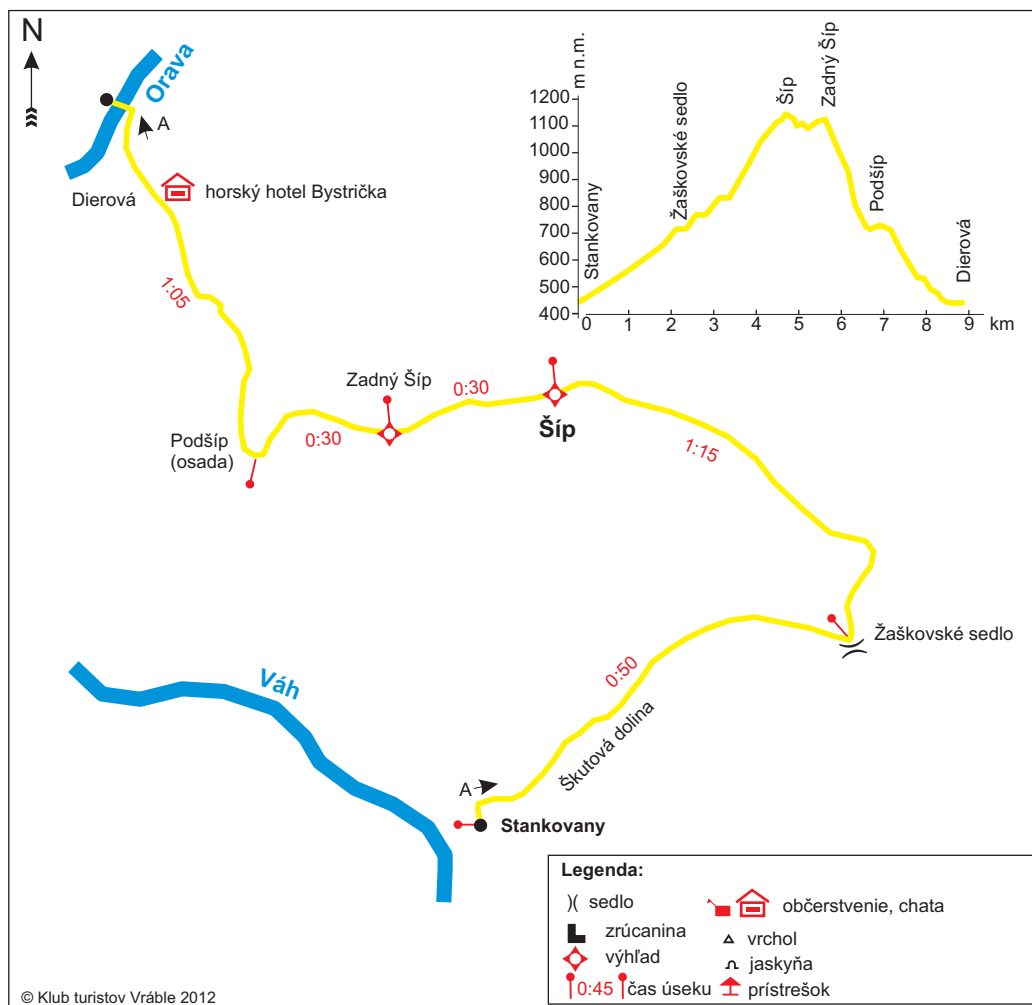 N
Orava
A
Dierová
horský hotel Bystrička
1:05
m n.m.
1200
1100
1000
900
800
700
600
500
400
Stankovany
Žaškovské sedlo
Šíp
Zadný Šíp
Podšíp
Dierová
0 1 2 3 4 5 6 7 8 9 km
Zadný Šíp
0:30
0:30
Šíp
1:15
Podšíp
(osada)
Žaškovské sedlo
0:50
Škutová dolina
Váh
A
Stankovany
Legenda:
sedlo
zrúcanina
výhľad
0:45 čas úseku
občerstvenie, chata
vrchol
jaskyňa
prístrešok
© Klub turistov Vráble 2012